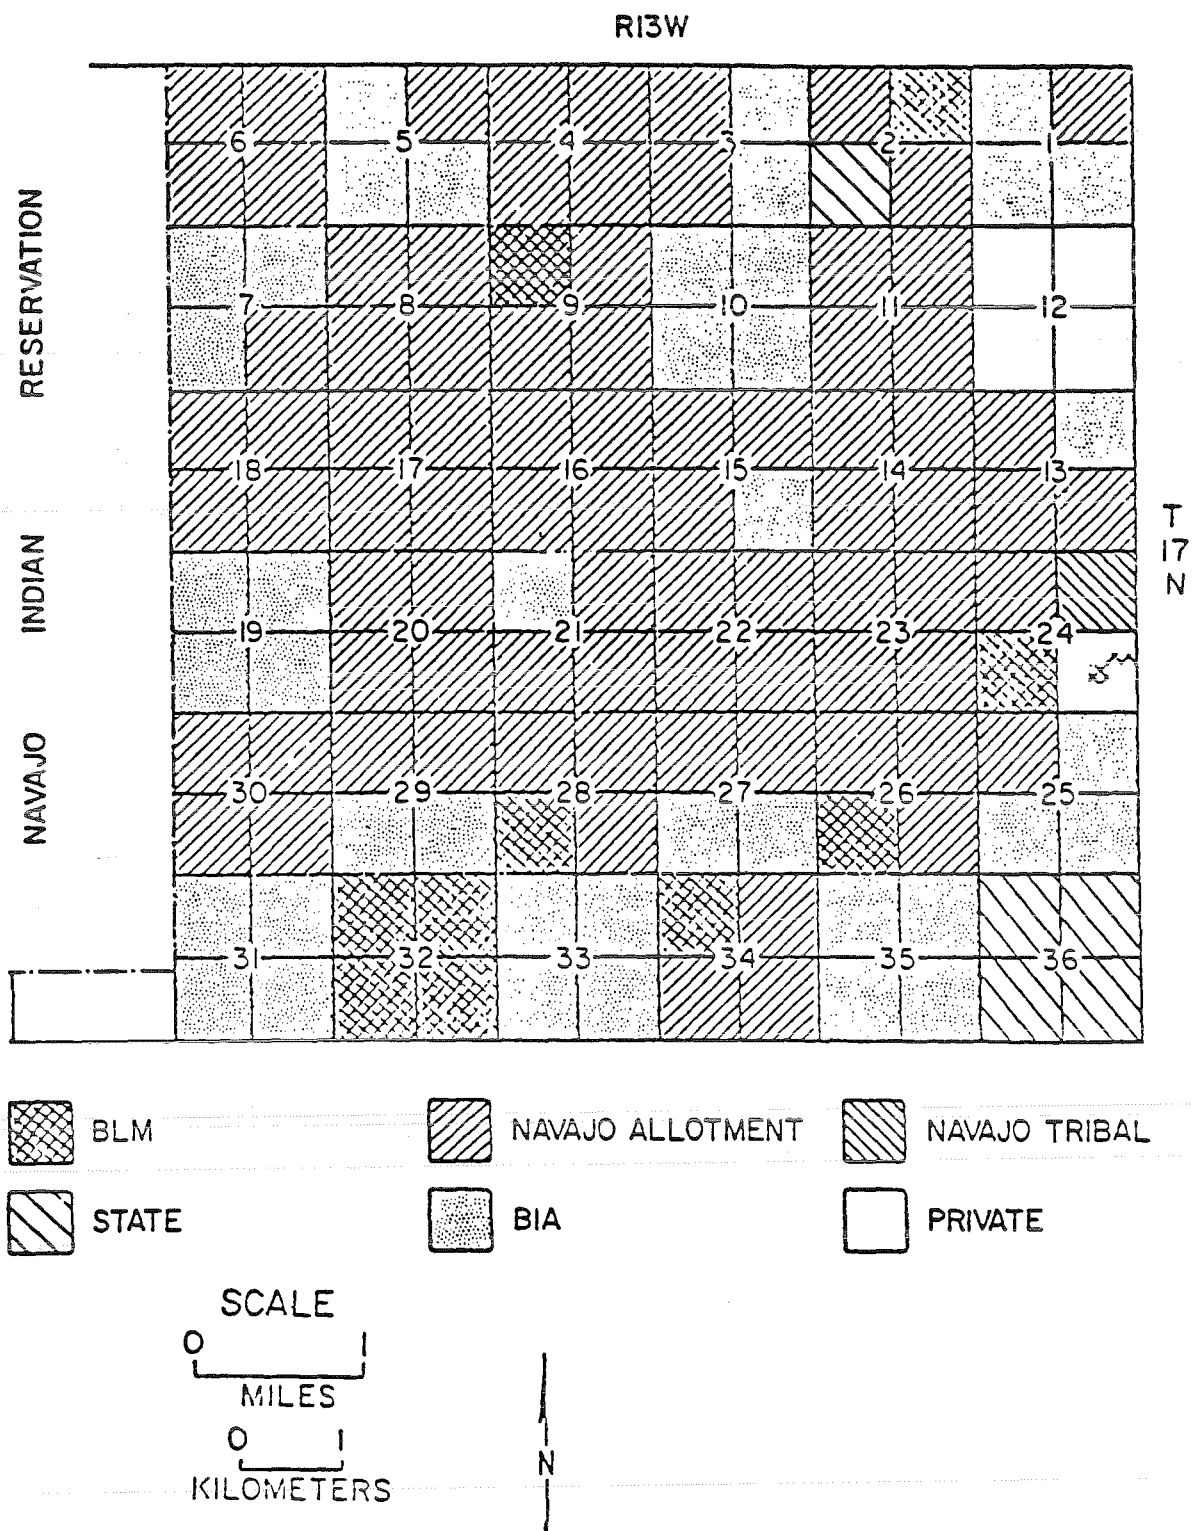 R13W
6 5 4 3 2 1
7 8 9 10 11 12
18 17 16 15 14 13
19 20 21 22 23 24
30 29 28 27 26 25
31 32 33 34 35 36
NAVAJO INDIAN RESERVATION
T
17
N
BLM
NAVAJO ALLOTMENT
NAVAJO TRIBAL
STATE
BIA
PRIVATE
SCALE
0 1
MILES
0 1
KILOMETERS
N